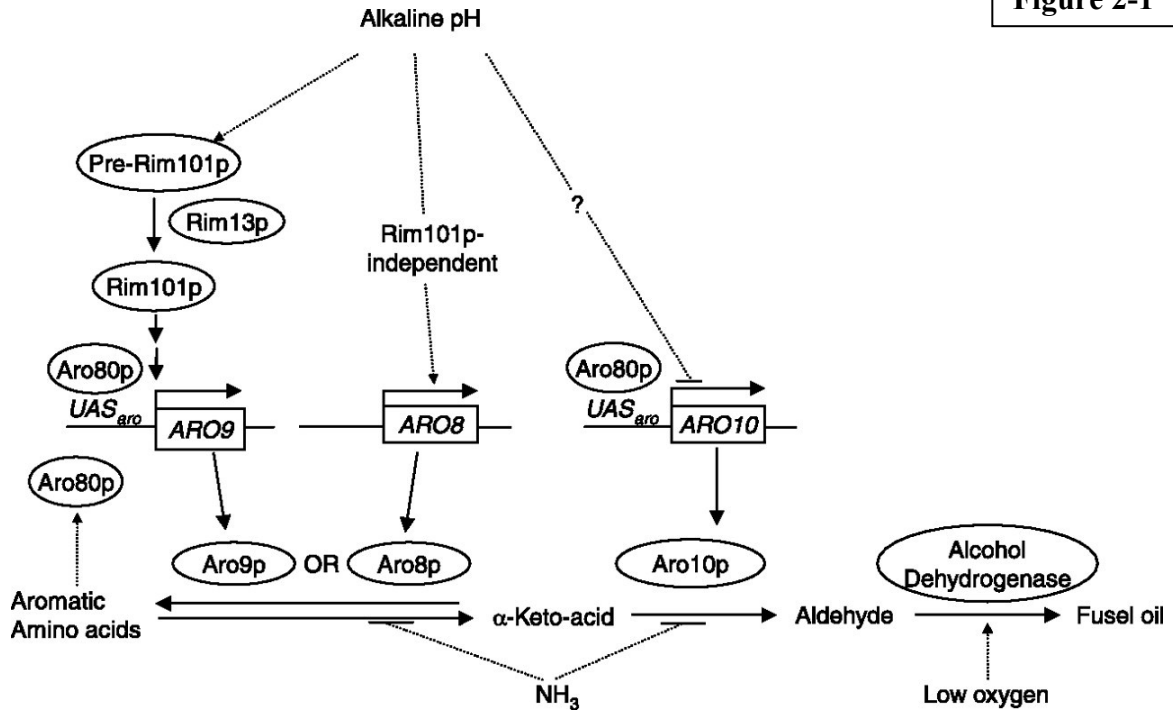 Figure 2-1
Alkaline pH
Pre-Rim101p
Rim13p
?
Rim101p-
independent
Rim101p
Aro80p
Aro80p
UASaro
ARO9
ARO8
UASaro
ARO10
Aro80p
Aro9p OR Aro8p
Aro10p
Alcohol
Dehydrogenase
Aromatic
Amino acids
α-Keto-acid
Aldehyde
Fusel oil
NH3
Low oxygen